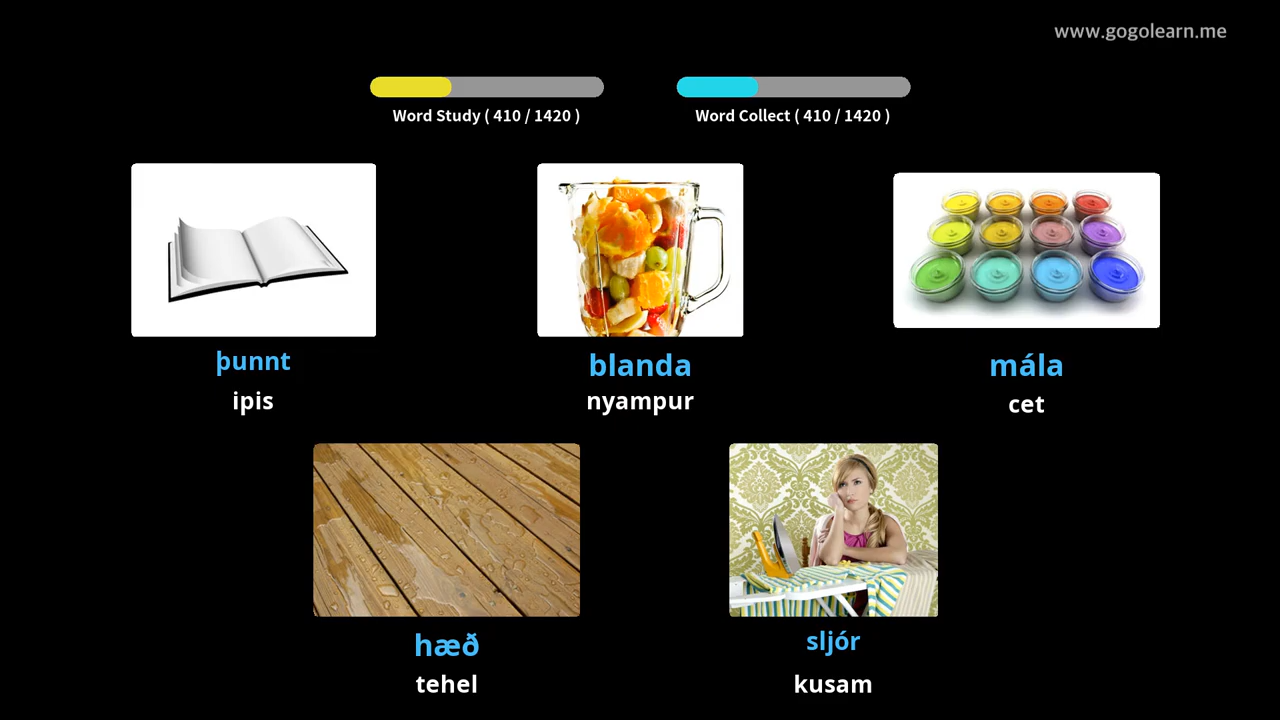 www.gogolearn.me
Word Study ( 410 / 1420 )
Word Collect ( 410 / 1420 )
þunnt
ipis
blanda
nyampur
mála
cet
hæð
tehel
sljór
kusam